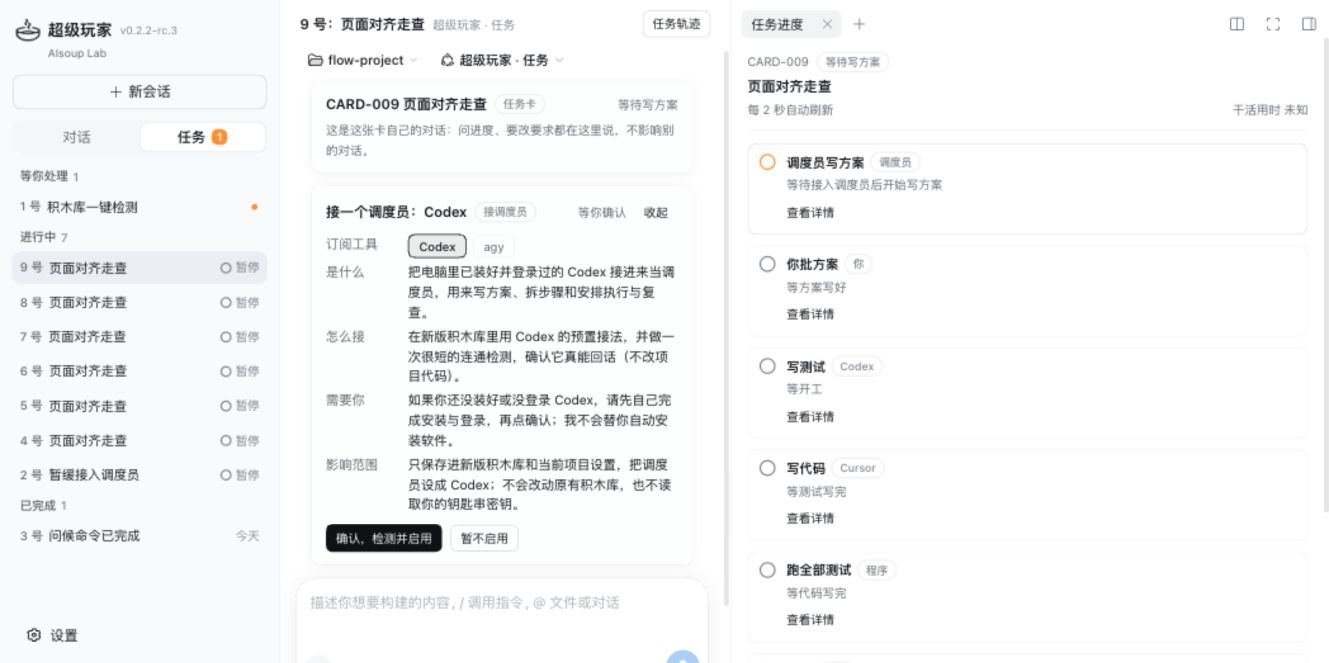 超级玩家 v0.2.2-rc.3
AIsoup Lab
+ 新会话
对话 任务 1
等你处理 1
1 号 积木库一键检测
进行中 7
9 号 页面对齐走查 暂停
8 号 页面对齐走查 暂停
7 号 页面对齐走查 暂停
6 号 页面对齐走查 暂停
5 号 页面对齐走查 暂停
4 号 页面对齐走查 暂停
2 号 暂缓接入调度员 暂停
已完成 1
3 号 问候命令已完成 今天
设置
9 号：页面对齐走查 超级玩家 · 任务 任务轨迹
flow-project 超级玩家 · 任务
CARD-009 页面对齐走查 任务卡 等待写方案
这是这张卡自己的对话：问进度、要改要求都在这里说，不影响别
的对话。
接一个调度员：Codex 接调度员 等你确认 收起
订阅工具 Codex agy
是什么 把电脑里已装好并登录过的 Codex 接进来当调
度员，用来写方案、拆步骤和安排执行与复
查。
怎么接 在新版积木库里用 Codex 的预置接法，并做一
次很短的连通检测，确认它真能回话（不改项
目代码）。
需要你 如果你还没装好或没登录 Codex，请先自己完
成安装与登录，再点确认；我不会替你自动安
装软件。
影响范围 只保存进新版积木库和当前项目设置，把调度
员设成 Codex；不会改动原有积木库，也不读
取你的钥匙串密钥。
确认，检测并启用 暂不启用
描述你想要构建的内容，/ 调用指令，@ 文件或对话
任务进度
CARD-009 等待写方案
页面对齐走查
每 2 秒自动刷新 干活用时 未知
调度员写方案 调度员
等待接入调度员后开始写方案
查看详情
你批方案 你
等方案写好
查看详情
写测试 Codex
等开工
查看详情
写代码 Cursor
等测试写完
查看详情
跑全部测试 程序
等代码写完
查看详情